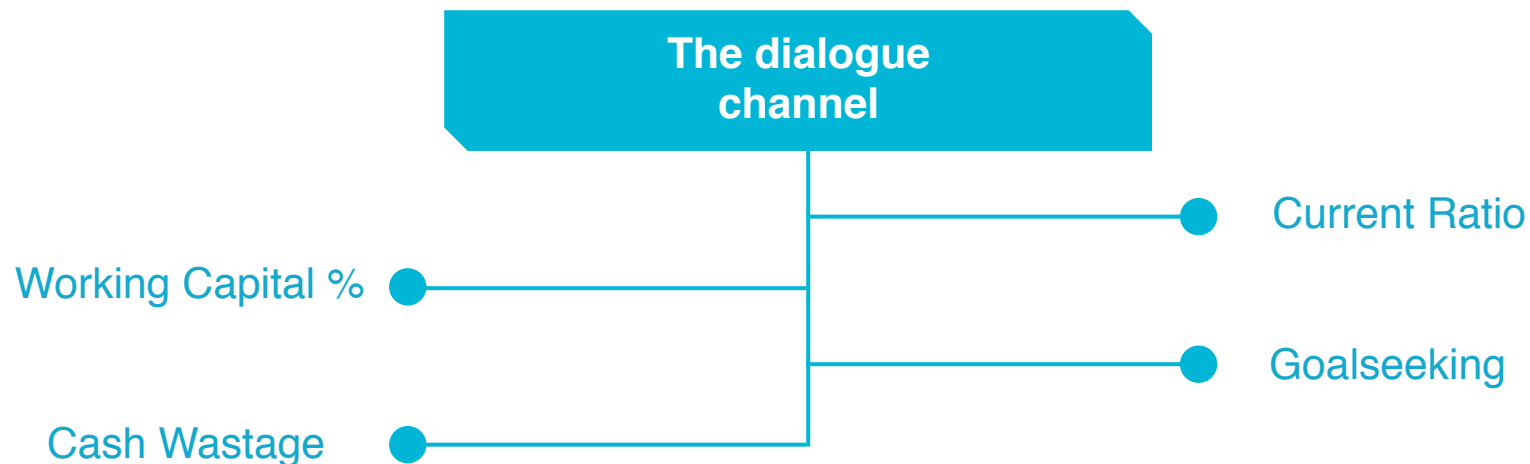 The dialogue
channel
Current Ratio
Working Capital %
Goalseeking
Cash Wastage